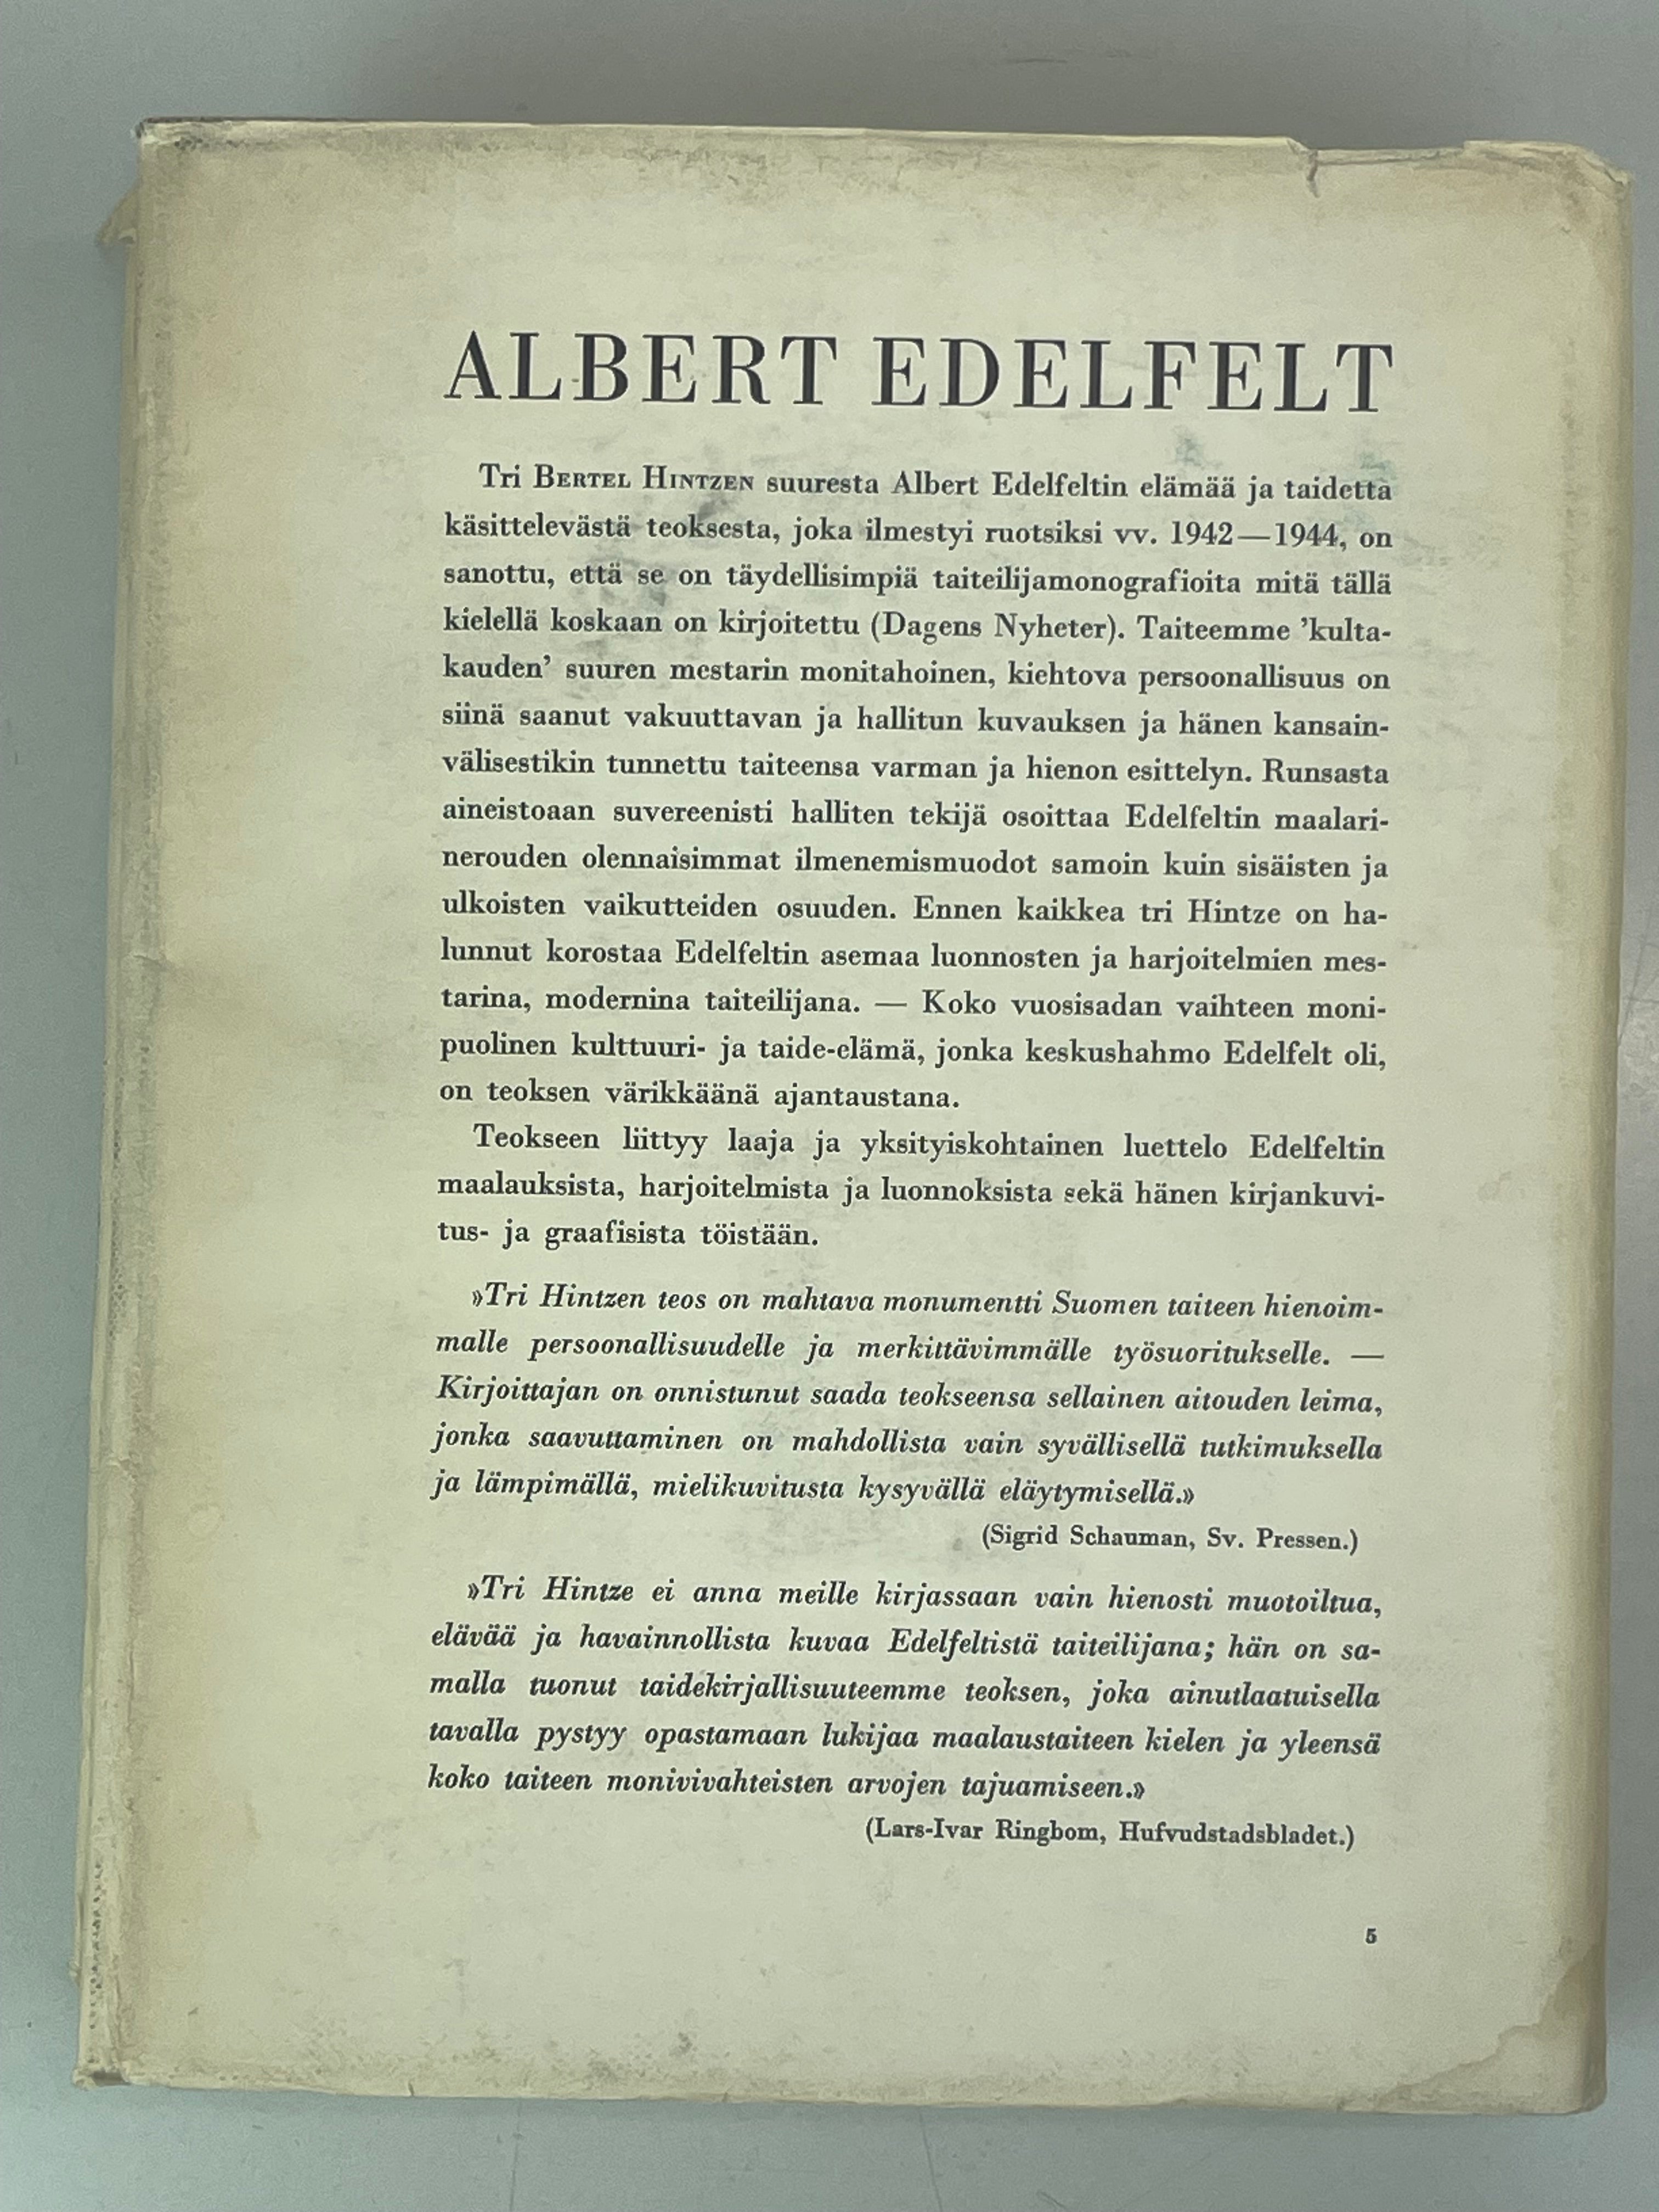 ALBERT EDELFELT
Tri BERTEL HINTZEN suuresta Albert Edelfeltin elämää ja taidetta
käsittelevästä teoksesta, joka ilmestyi ruotsiksi vv. 1942—1944, on
sanottu, että se on täydellisimpiä taiteilijamonografioita mitä tällä
kielellä koskaan on kirjoitettu (Dagens Nyheter). Taiteemme ’kulta-
kauden’ suuren mestarin monitahoinen, kiehtova persoonallisuus on
siinä saanut vakuuttavan ja hallitun kuvauksen ja hänen kansain-
välisestikin tunnettu taiteensa varman ja hienon esittelyn. Runsasta
aineistoaan suvereenisti halliten tekijä osoittaa Edelfeltin maalari-
nerouden olennaisimmat ilmenemismuodot samoin kuin sisäisten ja
ulkoisten vaikutteiden osuuden. Ennen kaikkea tri Hintze on ha-
lunnut korostaa Edelfeltin asemaa luonnosten ja harjoitelmien mes-
tarina, modernina taiteilijana. — Koko vuosisadan vaihteen moni-
puolinen kulttuuri- ja taide-elämä, jonka keskushahmo Edelfelt oli,
on teoksen värikkäänä ajantaustana.
Teokseen liittyy laaja ja yksityiskohtainen luettelo Edelfeltin
maalauksista, harjoitelmista ja luonnoksista sekä hänen kirjankuvi-
tus- ja graafisista töistään.
»Tri Hintzen teos on mahtava monumentti Suomen taiteen hienoim-
malle persoonallisuudelle ja merkittävimmälle työsuoritukselle. —
Kirjoittajan on onnistunut saada teokseensa sellainen aitouden leima,
jonka saavuttaminen on mahdollista vain syvällisellä tutkimuksella
ja lämpimällä, mielikuvitusta kysyvällä eläytymisellä.»
(Sigrid Schauman, Sv. Pressen.)
»Tri Hintze ei anna meille kirjassaan vain hienosti muotoiltua,
elävää ja havainnollista kuvaa Edelfeltistä taiteilijana; hän on sa-
malla tuonut taidekirjallisuuteemme teoksen, joka ainutlaatuisella
tavalla pystyy opastamaan lukijaa maalaustaiteen kielen ja yleensä
koko taiteen monivivahteisten arvojen tajuamiseen.»
(Lars-Ivar Ringbom, Hufvudstadsbladet.)
5